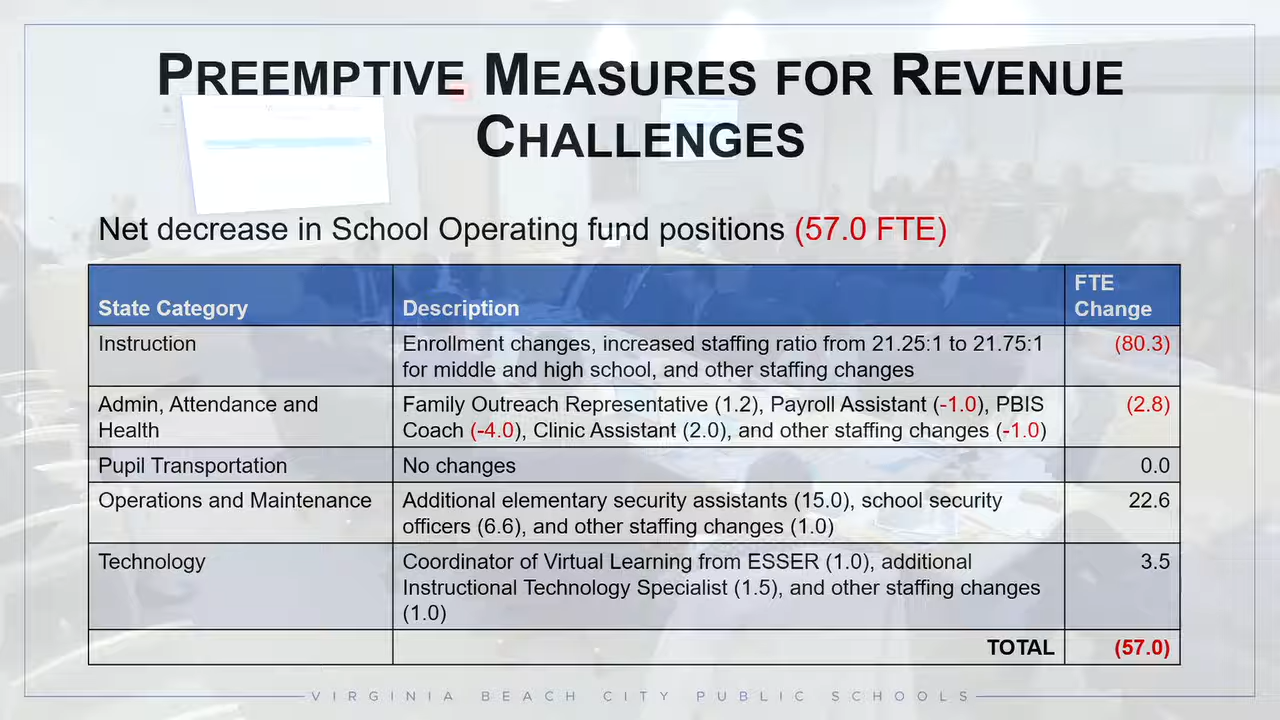 PREEMPTIVE MEASURES FOR REVENUE
CHALLENGES
Net decrease in School Operating fund positions (57.0 FTE)
State Category
Description
FTE
Change
Instruction
Enrollment changes, increased staffing ratio from 21.25:1 to 21.75:1
for middle and high school, and other staffing changes
(80.3)
Admin, Attendance and
Health
Family Outreach Representative (1.2), Payroll Assistant (-1.0), PBIS
Coach (-4.0), Clinic Assistant (2.0), and other staffing changes (-1.0)
(2.8)
Pupil Transportation
No changes
0.0
Operations and Maintenance
Additional elementary security assistants (15.0), school security
officers (6.6), and other staffing changes (1.0)
22.6
Technology
Coordinator of Virtual Learning from ESSER (1.0), additional
Instructional Technology Specialist (1.5), and other staffing changes
(1.0)
3.5
TOTAL
(57.0)
VIRGINIA BEACH CITY PUBLIC SCHOOLS